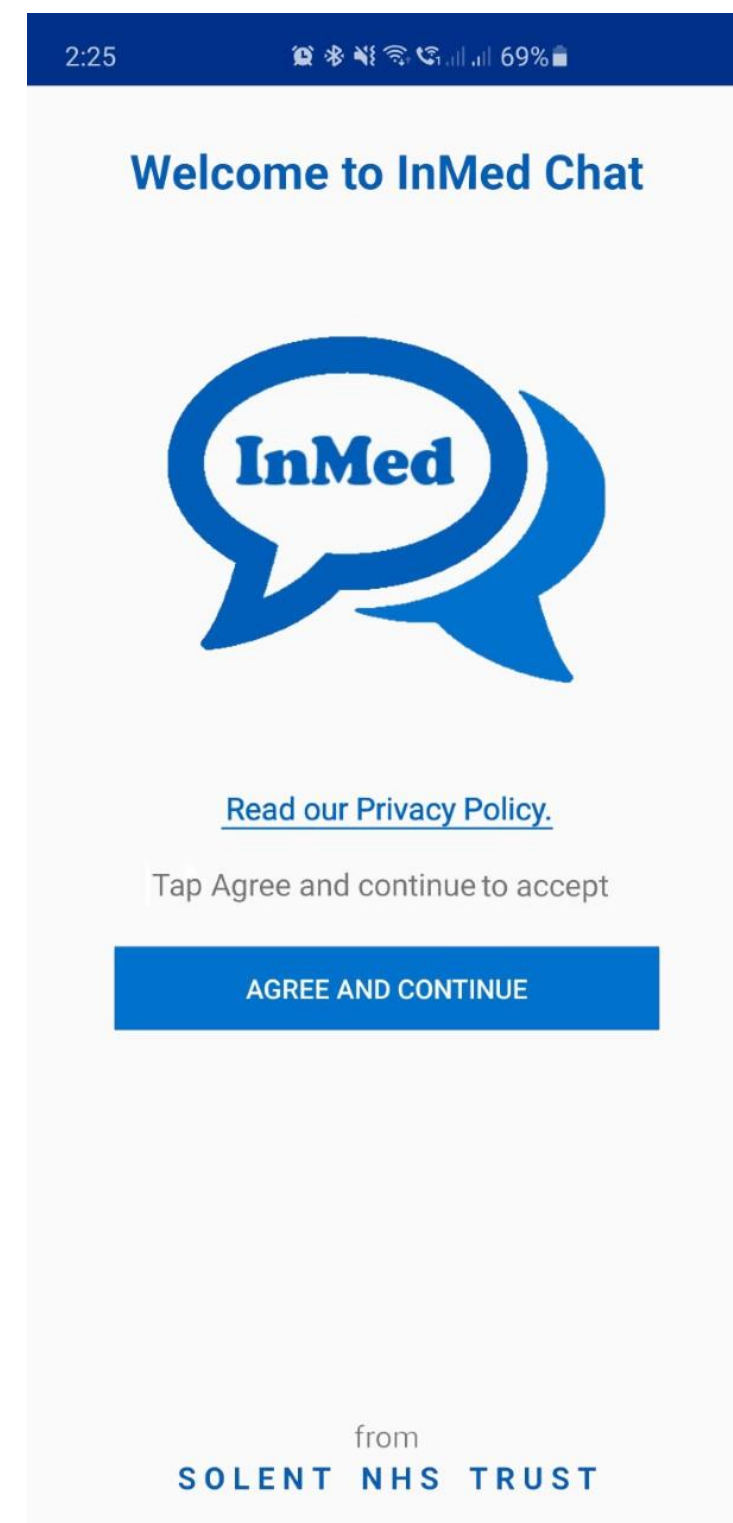 2:25 69%
Welcome to InMed Chat
InMed
Read our Privacy Policy.
Tap Agree and continue to accept
AGREE AND CONTINUE
from
SOLENT NHS TRUST